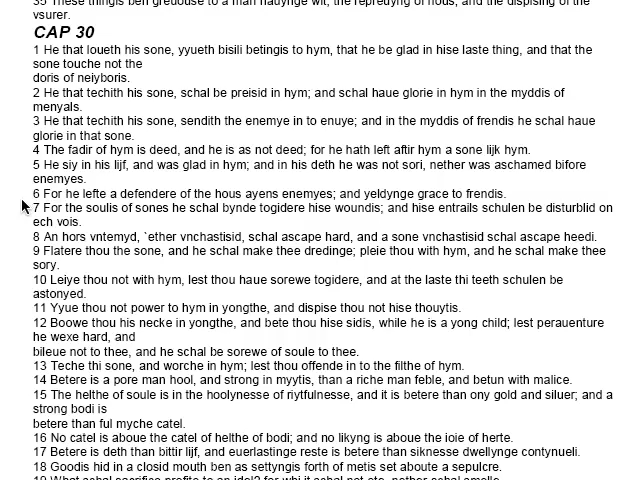 35 These thingis ben greuouse to a man hauynge wit, the repreuyng of hous, and the dispising of the
vsurer.
CAP 30
1 He that loueth his sone, yyueth bisili betingis to hym, that he be glad in hise laste thing, and that the
sone touche not the
doris of neiyboris.
2 He that techith his sone, schal be preisid in hym; and schal haue glorie in hym in the myddis of
menyals.
3 He that techith his sone, sendith the enemye in to enuye; and in the myddis of frendis he schal haue
glorie in that sone.
4 The fadir of hym is deed, and he is as not deed; for he hath left aftir hym a sone lijk hym.
5 He siy in his lijf, and was glad in hym; and in his deth he was not sori, nether was aschamed bifore
enemyes.
6 For he lefte a defendere of the hous ayens enemyes; and yeldynge grace to frendis.
7 For the soulis of sones he schal bynde togidere hise woundis; and hise entrails schulen be disturblid on
ech vois.
8 An hors vntemyd, `ether vnchastisid, schal ascape hard, and a sone vnchastisid schal ascape heedi.
9 Flatere thou the sone, and he schal make thee dredinge; pleie thou with hym, and he schal make thee
sory.
10 Leiye thou not with hym, lest thou haue sorewe togidere, and at the laste thi teeth schulen be
astonyed.
11 Yyue thou not power to hym in yongthe, and dispise thou not hise thouytis.
12 Boowe thou his necke in yongthe, and bete thou hise sidis, while he is a yong child; lest perauenture
he wexe hard, and
bileue not to thee, and he schal be sorewe of soule to thee.
13 Teche thi sone, and worche in hym; lest thou offende in to the filthe of hym.
14 Betere is a pore man hool, and strong in myytis, than a riche man feble, and betun with malice.
15 The helthe of soule is in the hoolynesse of riytfulnesse, and it is betere than ony gold and siluer; and a
strong bodi is
betere than ful myche catel.
16 No catel is aboue the catel of helthe of bodi; and no likyng is aboue the ioie of herte.
17 Betere is deth than bittir lijf, and euerlastinge reste is betere than siknesse dwellynge contynueli.
18 Goodis hid in a closid mouth ben as settyngis forth of metis set aboute a sepulcre.
19 What schal sacrifice profite to an idol? for whi it schal not ete, nether schal smelle.